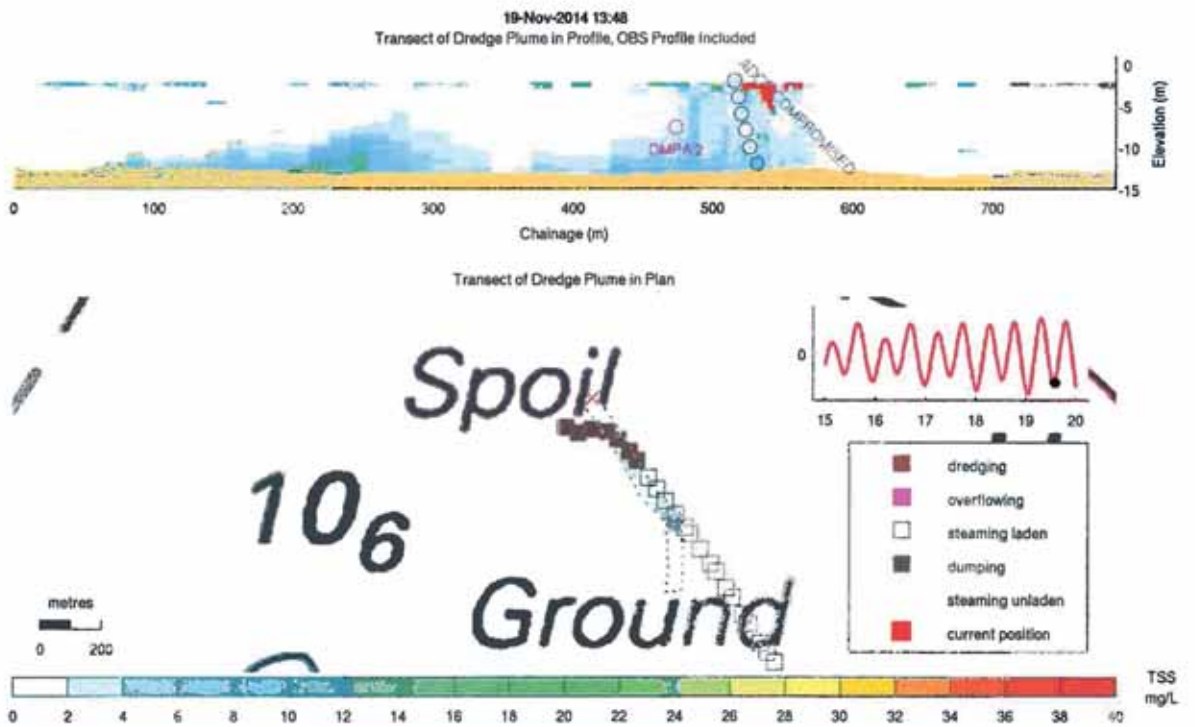 19-Nov-2014 13:48
Transect of Dredge Plume in Profile, OBS Profile Included
ADCP COMPROMISED
DMPA 2
0
-5
-10
-15
Elevation (m)
0 100 200 300 400 500 600 700
Chainage (m)
Transect of Dredge Plume in Plan
Spoil
10 6
Ground
0
15 16 17 18 19 20
dredging
overflowing
steaming laden
dumping
steaming unladen
current position
metres
0 200
TSS
mg/L
0 2 4 6 8 10 12 14 16 18 20 22 24 26 28 30 32 34 36 38 40